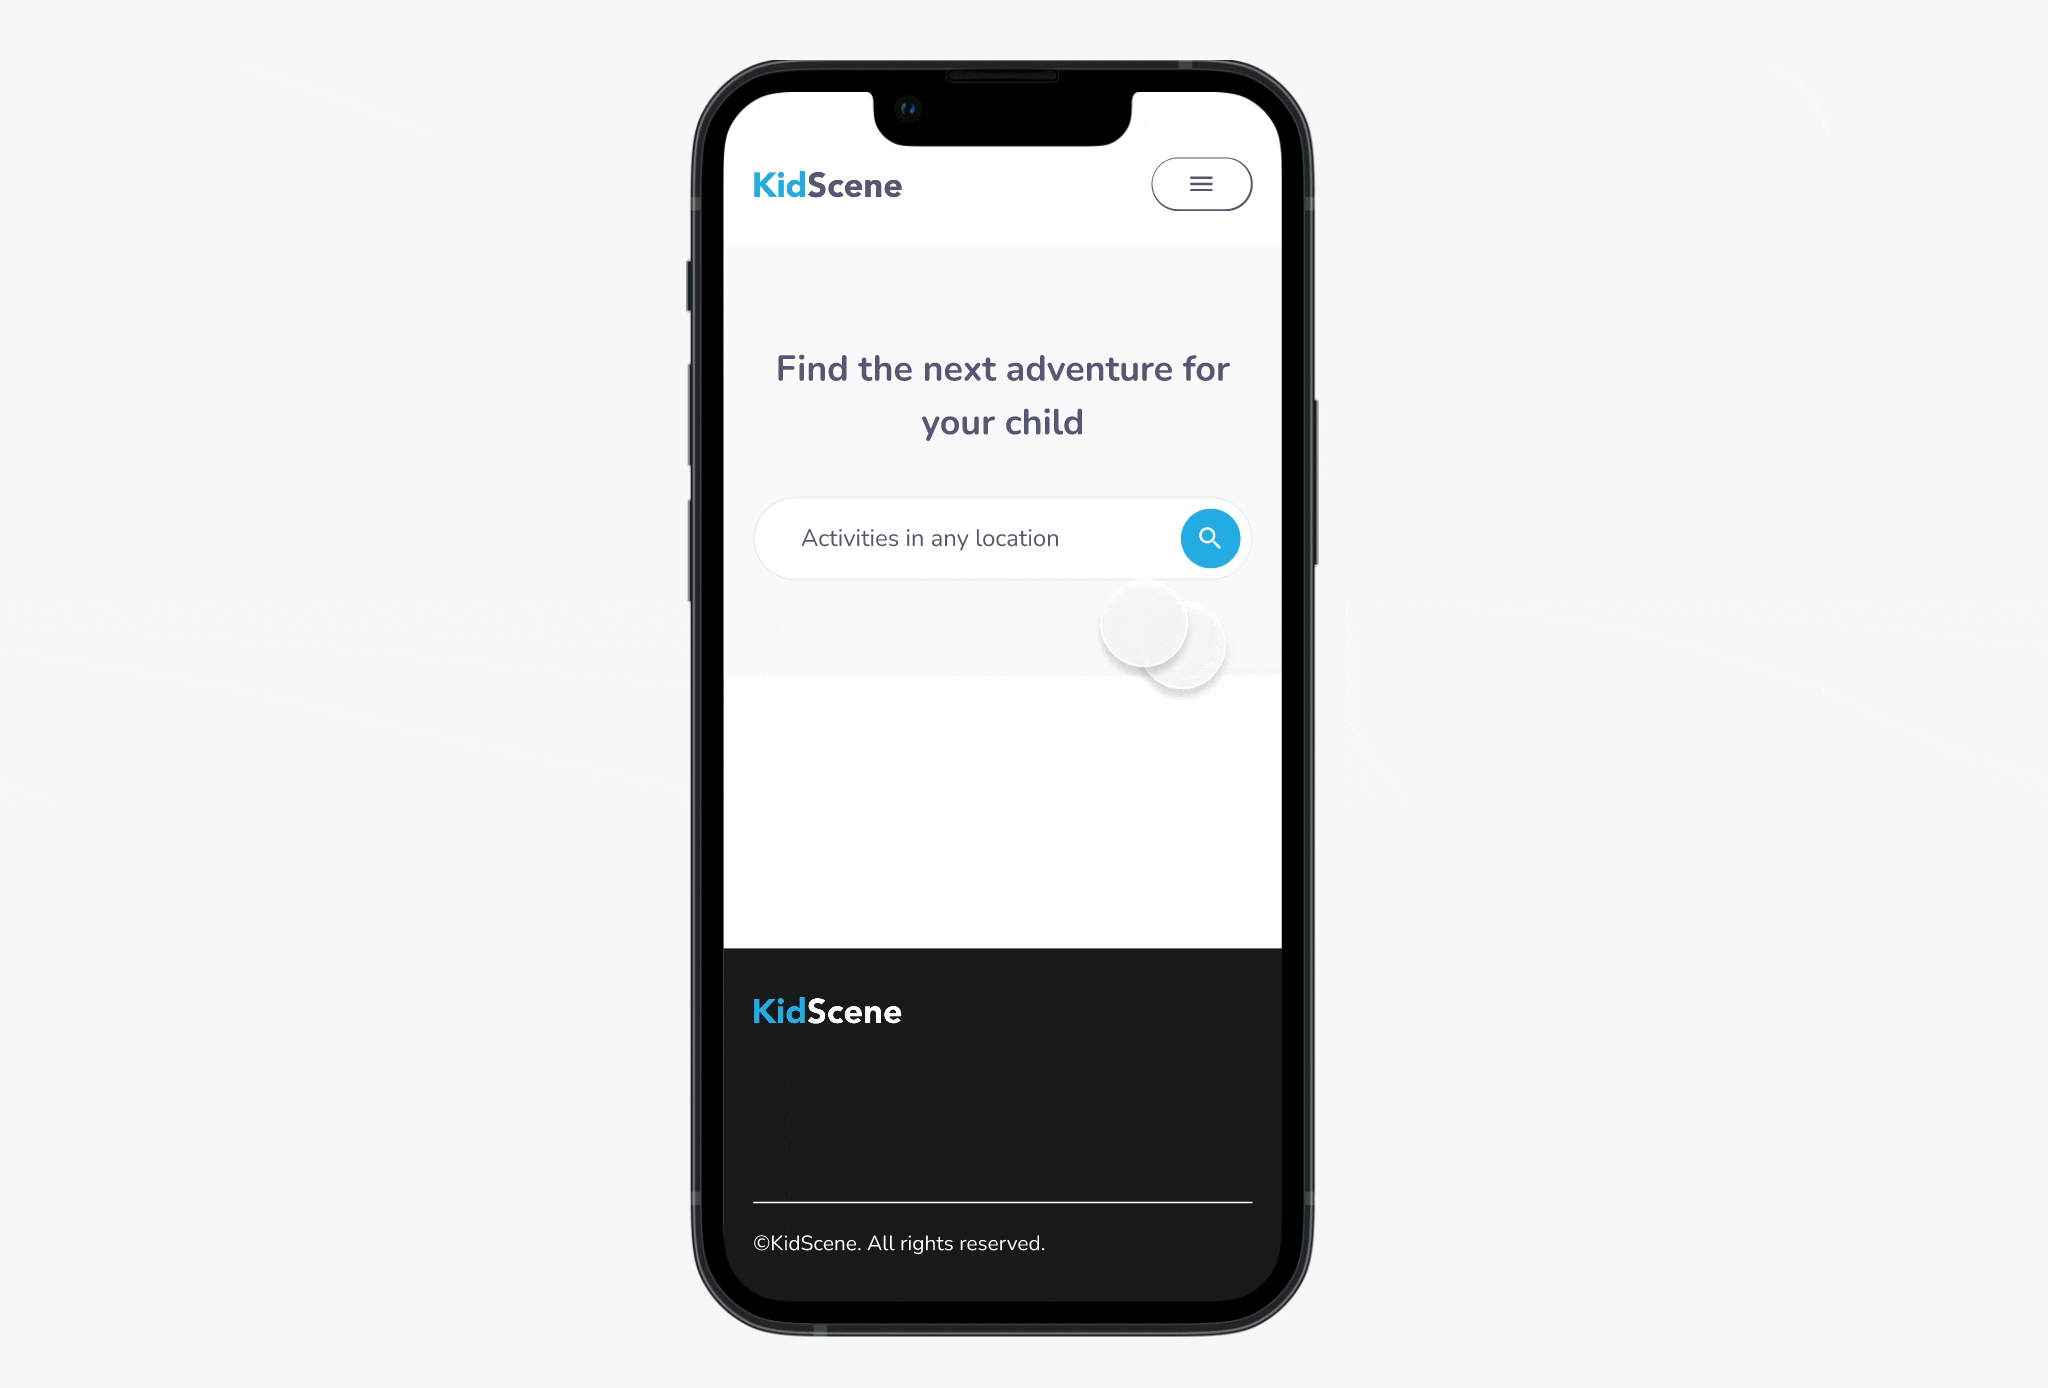 KidScene
Find the next adventure for
your child
Activities in any location
KidScene
©KidScene. All rights reserved.